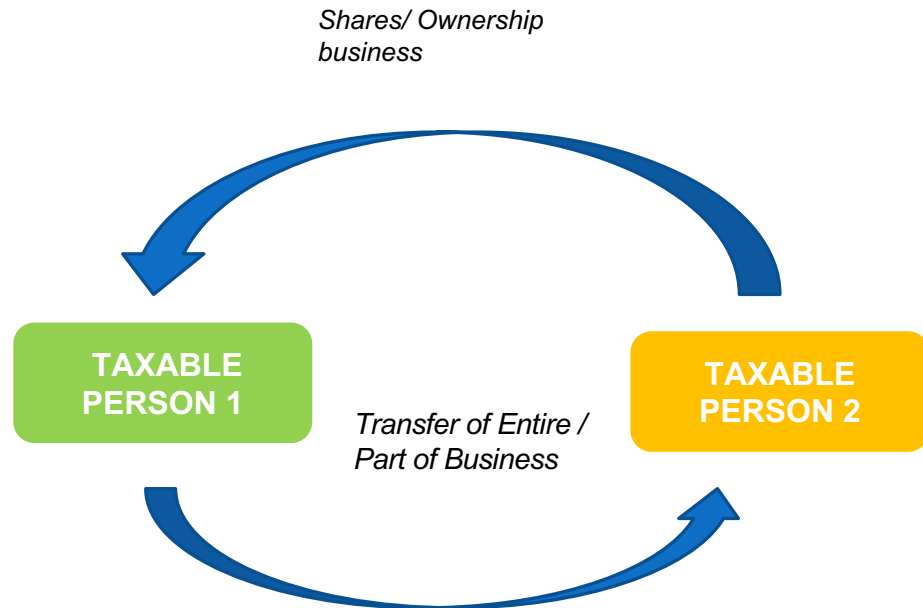 Shares/ Ownership
business
TAXABLE
PERSON 1
TAXABLE
PERSON 2
Transfer of Entire /
Part of Business